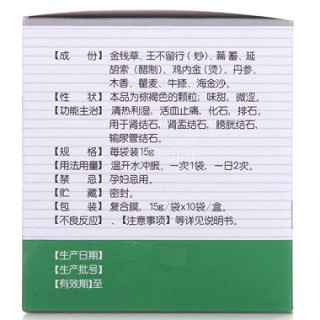 【成　份】金钱草、王不留行（炒）、萹蓄、延
胡索（醋制）、鸡内金（烫）、丹参、
木香、瞿麦、牛膝、海金沙。
【性　状】本品为棕褐色的颗粒；味甜、微涩。
【功能主治】清热利湿，活血止痛，化石，排石。
用于肾结石，肾盂结石，膀胱结石，
输尿管结石。
【规　格】每袋装15g
【用法用量】温开水冲服，一次1袋，一日2次。
【禁　忌】孕妇忌用。
【贮　藏】密封。
【包　装】复合膜，15g/袋x10袋/盒。
【不良反应】、【注意事项】等详见说明书。
【生产日期】
【生产批号】
【有效期】至